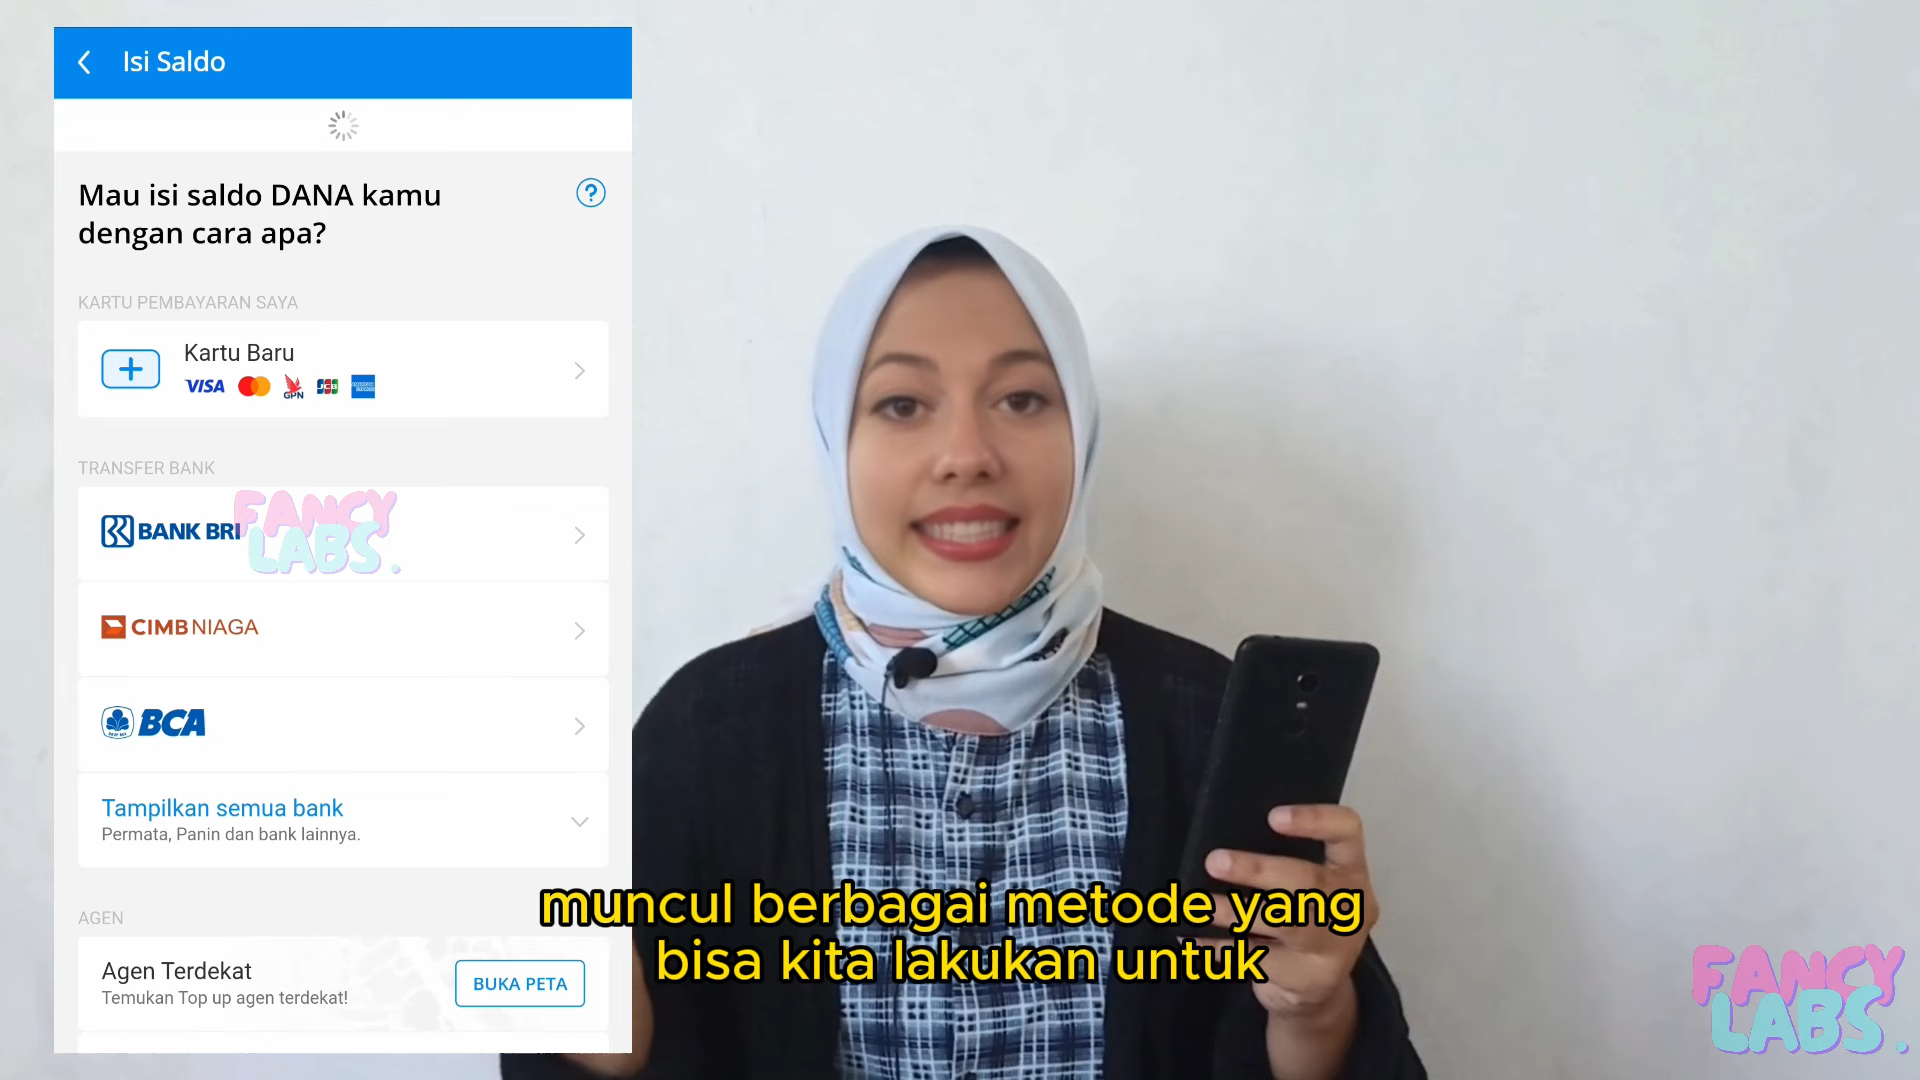 Isi Saldo
Mau isi saldo DANA kamu
dengan cara apa?
?
KARTU PEMBAYARAN SAYA
Kartu Baru
VISA
GPN
JCB
TRANSFER BANK
BANK BRI
FANCY
LABS.
CIMB NIAGA
BCA
Tampilkan semua bank
Permata, Panin dan bank lainnya.
AGEN
Agen Terdekat
Temukan Top up agen terdekat!
BUKA PETA
muncul berbagai metode yang
bisa kita lakukan untuk
FANCY
LABS.